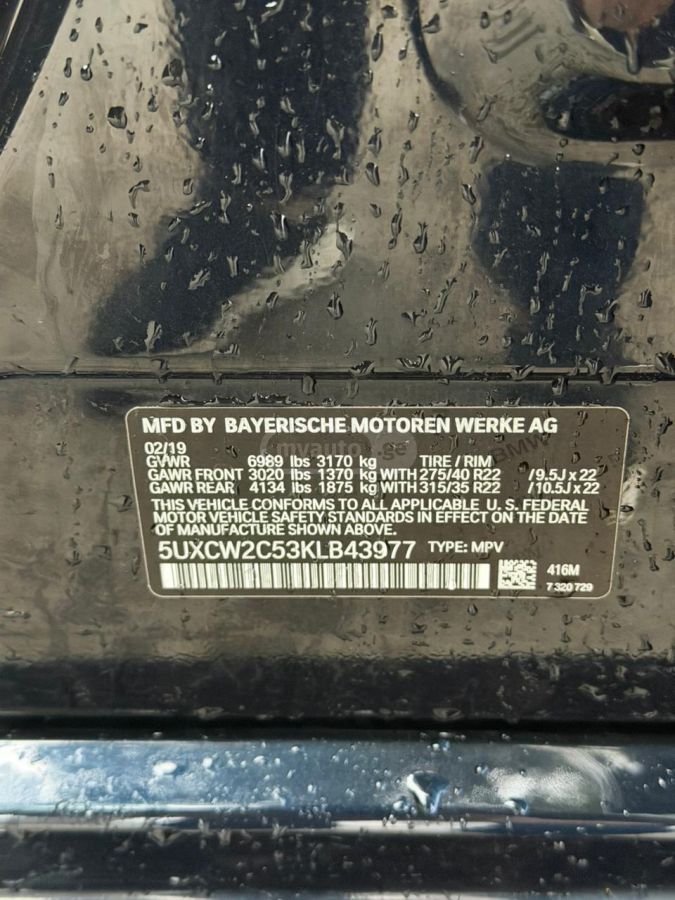 MFD BY BAYERISCHE MOTOREN WERKE AG
02/19
GVWR 6989 lbs 3170 kg TIRE / RIM
GAWR FRONT 3020 lbs 1370 kg WITH 275/40 R22 / 9.5J x 22
GAWR REAR 4134 lbs 1875 kg WITH 315/35 R22 / 10.5J x 22
THIS VEHICLE CONFORMS TO ALL APPLICABLE U. S. FEDERAL
MOTOR VEHICLE SAFETY STANDARDS IN EFFECT ON THE DATE
OF MANUFACTURE SHOWN ABOVE.
5UXCW2C53KLB43977 TYPE: MPV
416M
7 320 729
BMW
myauto.ge